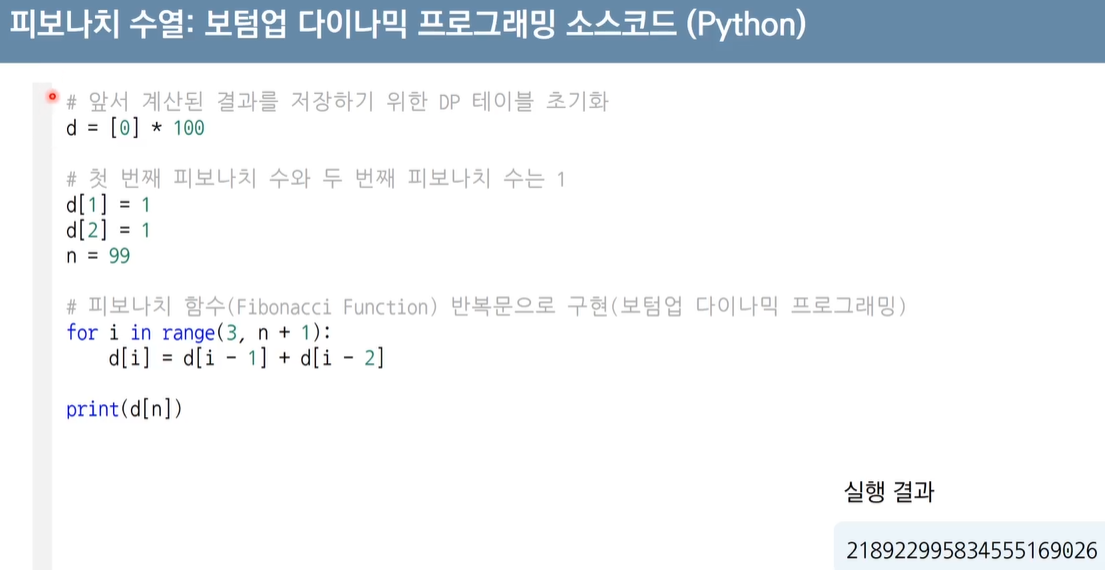 피보나치 수열: 보텀업 다이나믹 프로그래밍 소스코드 (Python)
# 앞서 계산된 결과를 저장하기 위한 DP 테이블 초기화
d = [0] * 100
# 첫 번째 피보나치 수와 두 번째 피보나치 수는 1
d[1] = 1
d[2] = 1
n = 99
# 피보나치 함수(Fibonacci Function) 반복문으로 구현(보텀업 다이나믹 프로그래밍)
for i in range(3, n + 1):
    d[i] = d[i - 1] + d[i - 2]
print(d[n])
실행 결과
218922995834555169026